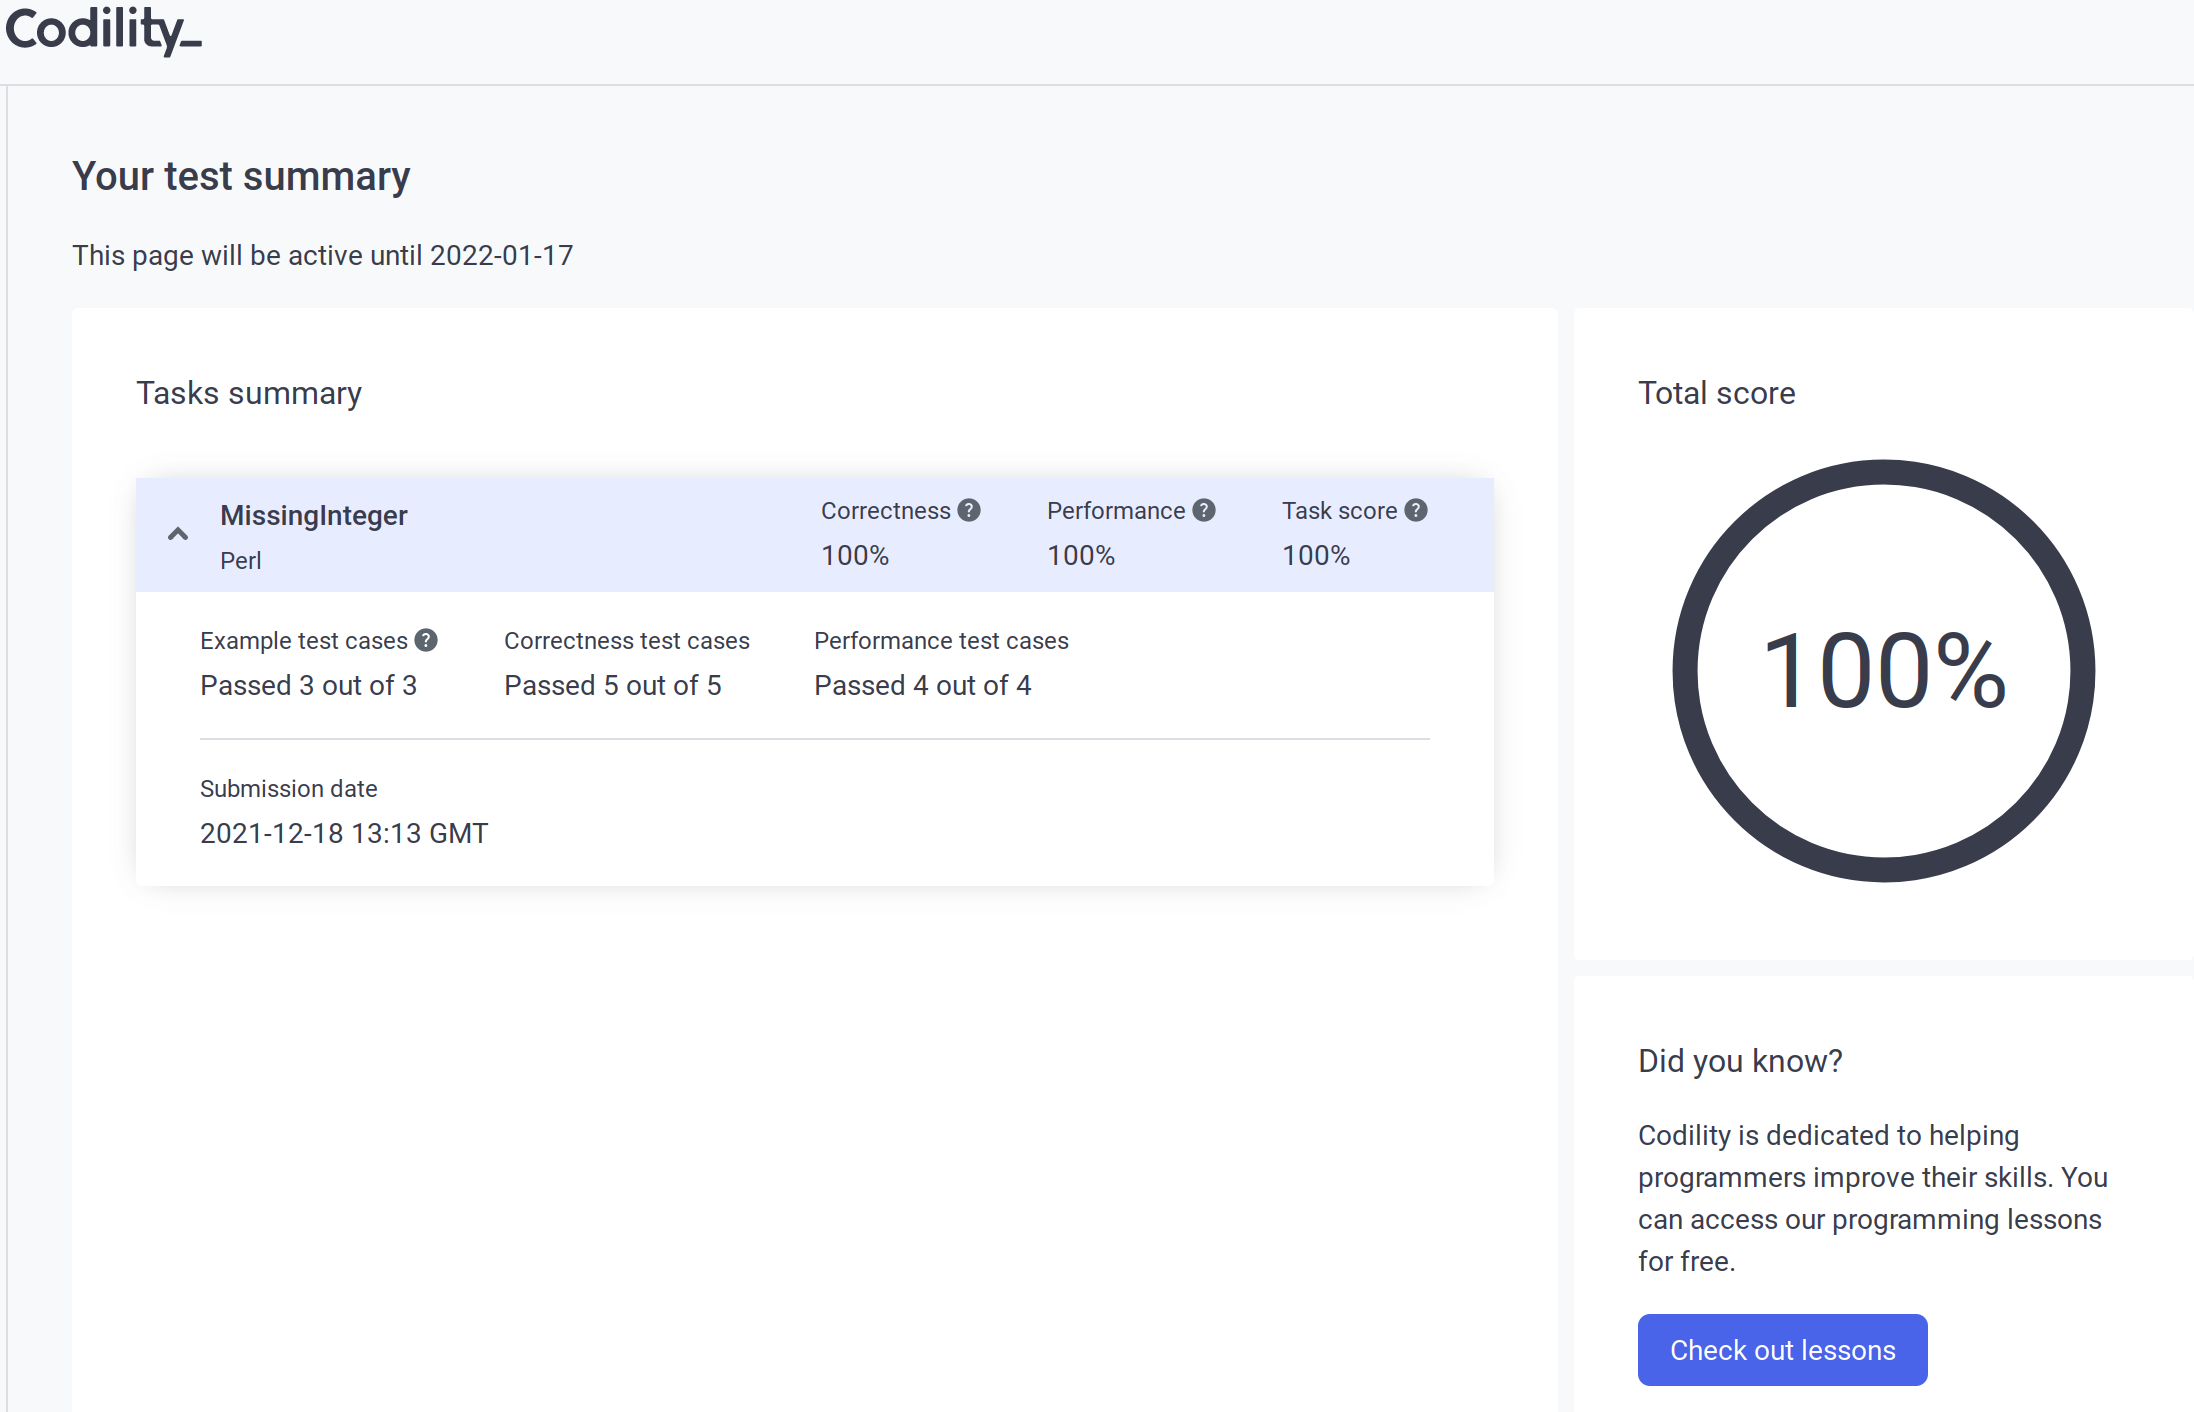 Codility_
Your test summary
This page will be active until 2022-01-17
Tasks summary
MissingInteger
Perl
Correctness ?
100%
Performance ?
100%
Task score ?
100%
Example test cases ?
Passed 3 out of 3
Correctness test cases
Passed 5 out of 5
Performance test cases
Passed 4 out of 4
Submission date
2021-12-18 13:13 GMT
Total score
100%
Did you know?
Codility is dedicated to helping
programmers improve their skills. You
can access our programming lessons
for free.
Check out lessons